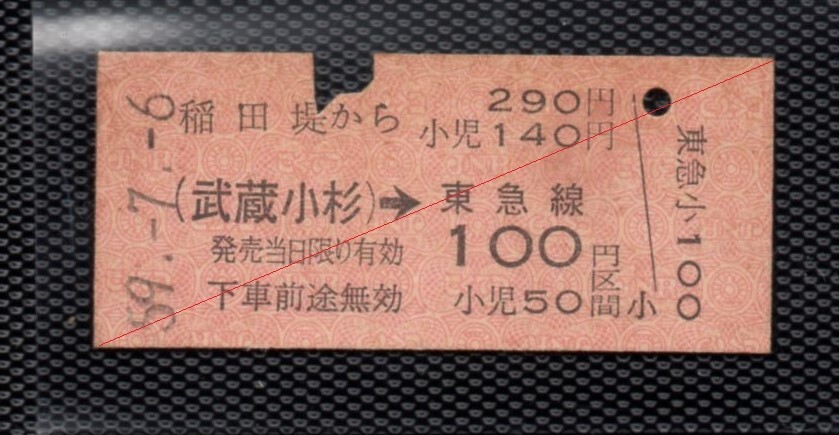 59.-7.-6
稲田堤から
290円
小児140円
(武蔵小杉)➔東急線
発売当日限り有効
100円区間
下車前途無効
小児50
小
東急小100